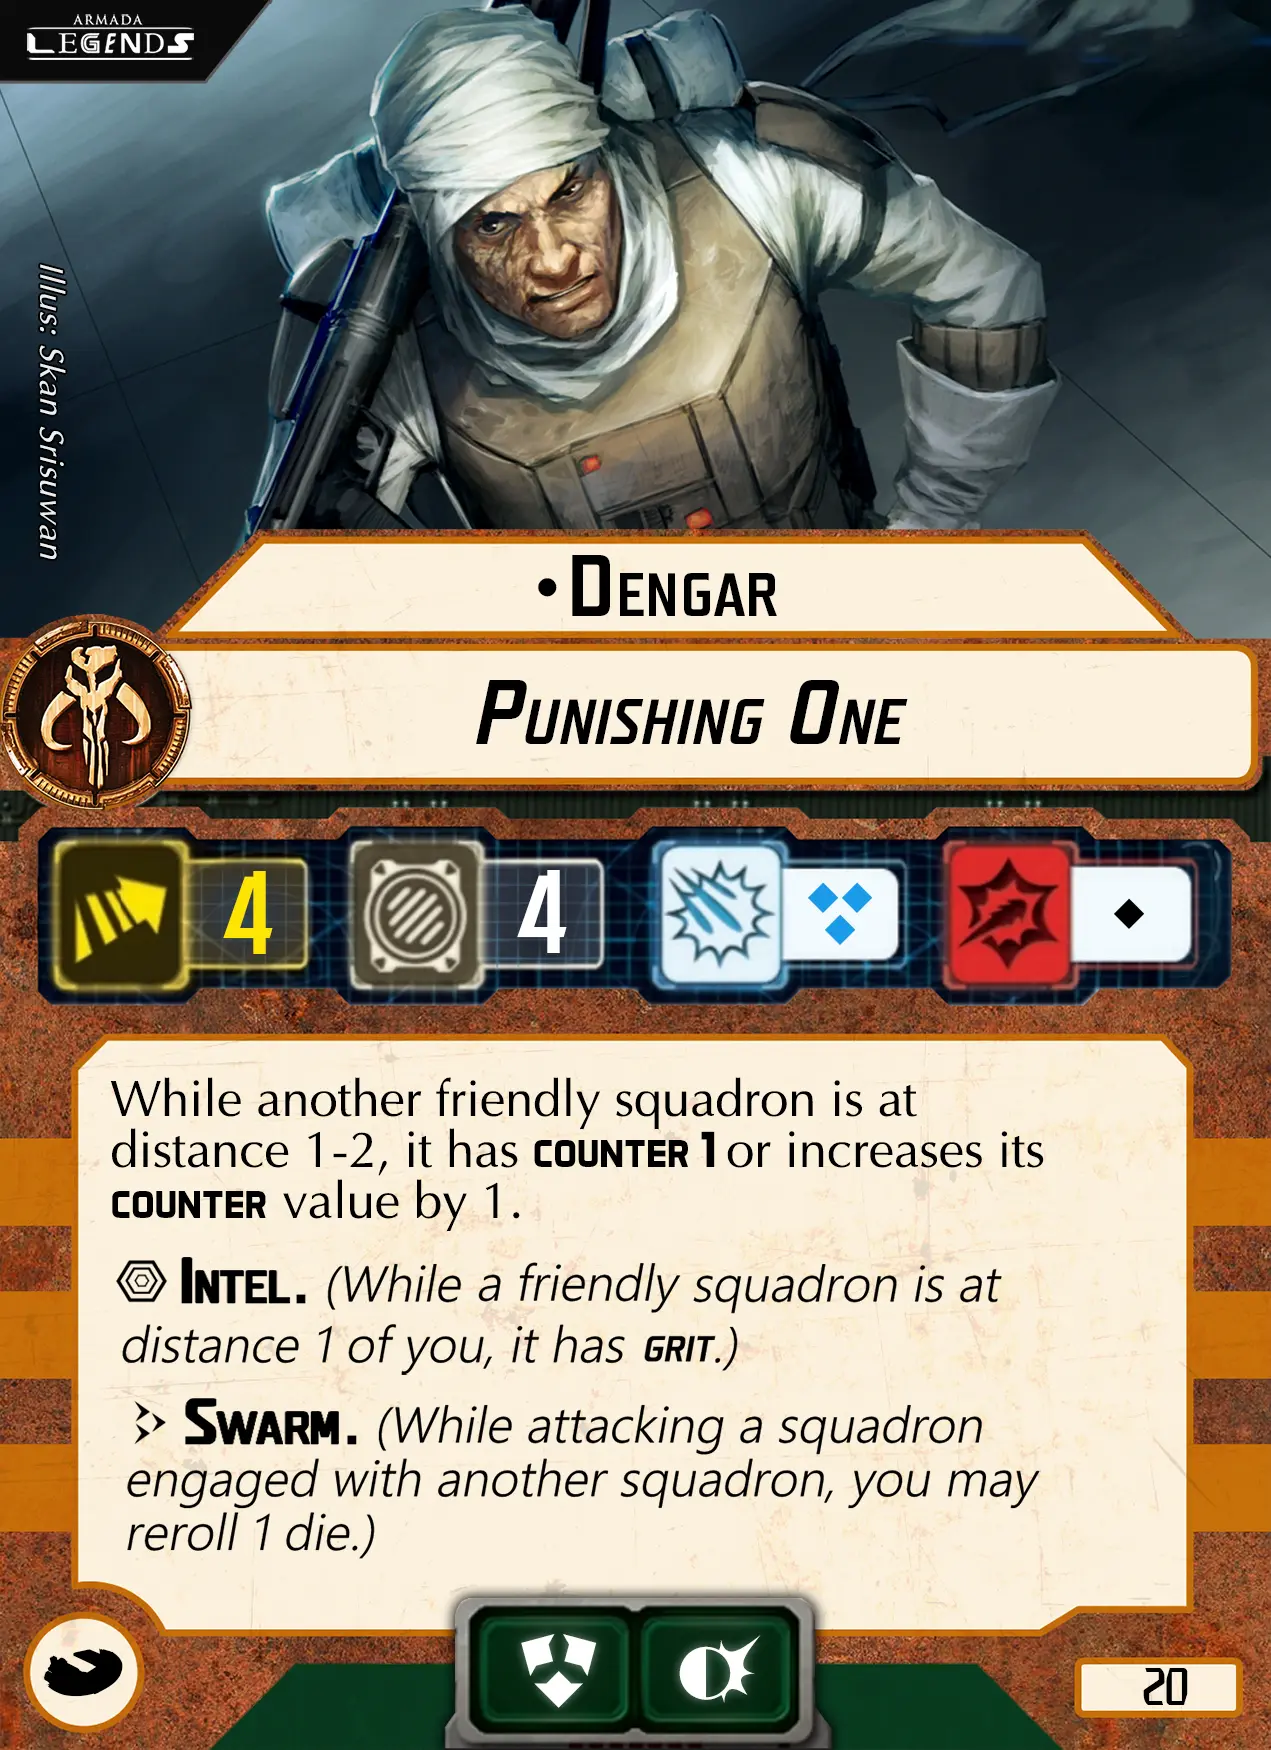 ARMADA
LEGENDS
Illus: Skan Srisuwan
• DENGAR
PUNISHING ONE
4
4
While another friendly squadron is at
distance 1-2, it has COUNTER 1 or increases its
COUNTER value by 1.
INTEL. (While a friendly squadron is at
distance 1 of you, it has GRIT.)
SWARM. (While attacking a squadron
engaged with another squadron, you may
reroll 1 die.)
20